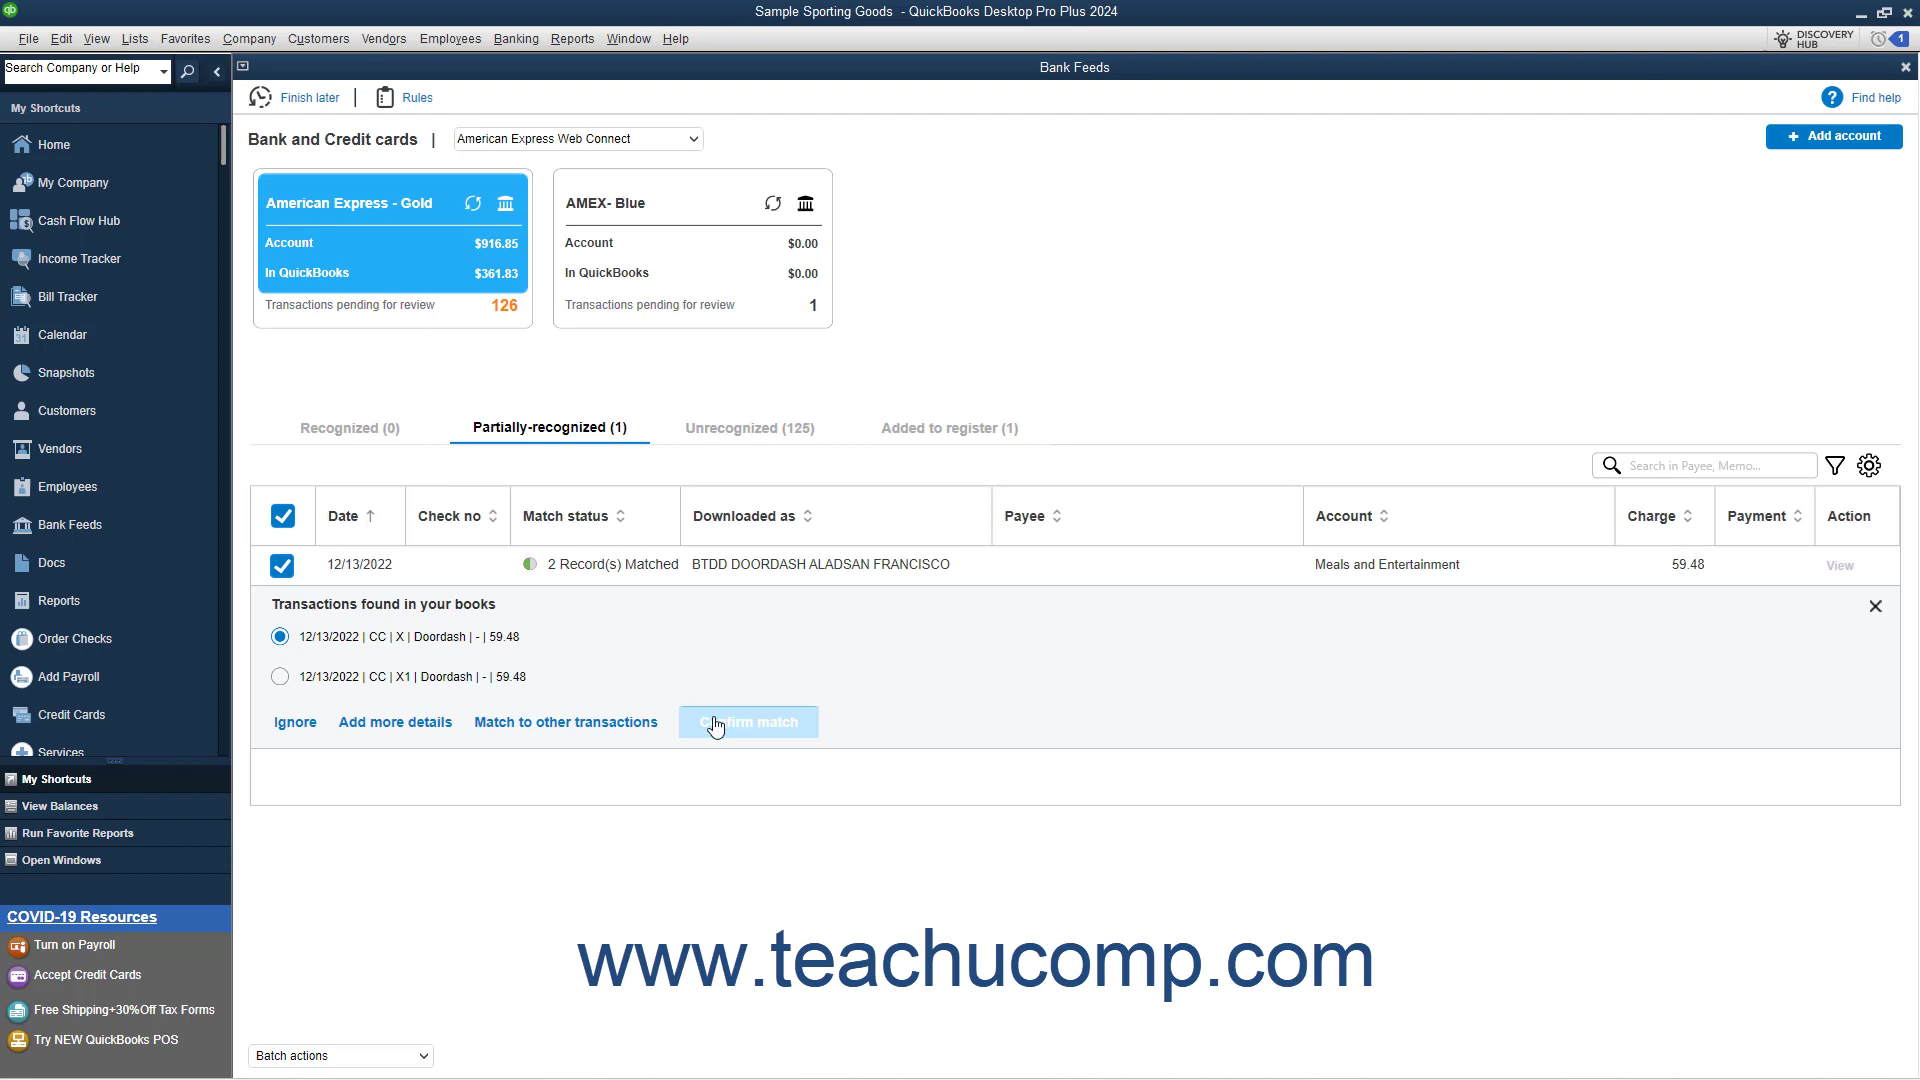 Sample Sporting Goods - QuickBooks Desktop Pro Plus 2024
File Edit View Lists Favorites Company Customers Vendors Employees Banking Reports Window Help
DISCOVERY HUB
1
Search Company or Help
Bank Feeds
My Shortcuts
Home
My Company
Cash Flow Hub
Income Tracker
Bill Tracker
Calendar
Snapshots
Customers
Vendors
Employees
Bank Feeds
Docs
Reports
Order Checks
Add Payroll
Credit Cards
Services
My Shortcuts
View Balances
Run Favorite Reports
Open Windows
COVID-19 Resources
Turn on Payroll
Accept Credit Cards
Free Shipping+30%Off Tax Forms
Try NEW QuickBooks POS
Finish later | Rules
? Find help
Bank and Credit cards | American Express Web Connect
+ Add account
American Express - Gold
Account $916.85
In QuickBooks $361.83
Transactions pending for review 126
AMEX- Blue
Account $0.00
In QuickBooks $0.00
Transactions pending for review 1
Recognized (0) Partially-recognized (1) Unrecognized (125) Added to register (1)
Search in Payee, Memo...
Date Check no Match status Downloaded as Payee Account Charge Payment Action
12/13/2022 2 Record(s) Matched BTDD DOORDASH ALADSAN FRANCISCO Meals and Entertainment 59.48 View
Transactions found in your books
12/13/2022 | CC | X | Doordash | - | 59.48
12/13/2022 | CC | X1 | Doordash | - | 59.48
Ignore Add more details Match to other transactions Confirm match
www.teachucomp.com
Batch actions